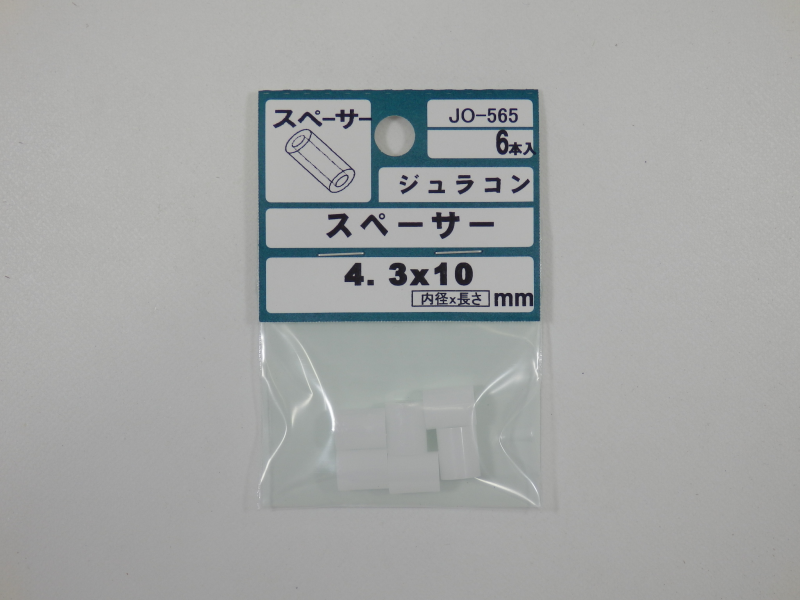 スペーサー
JO-565
6本入
ジュラコン
スペーサー
4.3x10
内径x長さ mm